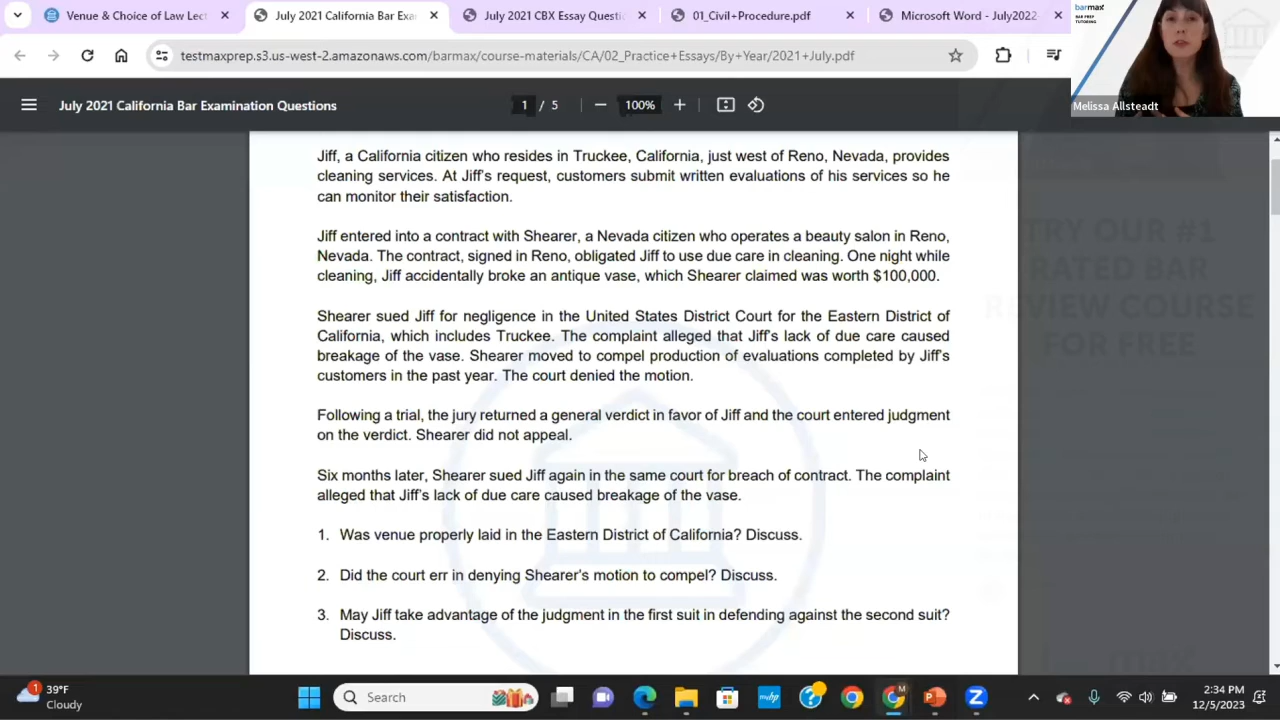 Venue & Choice of Law Lect
July 2021 California Bar Exa
July 2021 CBX Essay Questi
01_Civil+Procedure.pdf
Microsoft Word - July2022-
barmax
BAR PREP
TUTORING
testmaxprep.s3.us-west-2.amazonaws.com/barmax/course-materials/CA/02_Practice+Essays/By+Year/2021+July.pdf
Melissa Allsteadt
July 2021 California Bar Examination Questions
1 / 5
100%
Jiff, a California citizen who resides in Truckee, California, just west of Reno, Nevada, provides
cleaning services. At Jiff's request, customers submit written evaluations of his services so he
can monitor their satisfaction.
Jiff entered into a contract with Shearer, a Nevada citizen who operates a beauty salon in Reno,
Nevada. The contract, signed in Reno, obligated Jiff to use due care in cleaning. One night while
cleaning, Jiff accidentally broke an antique vase, which Shearer claimed was worth $100,000.
Shearer sued Jiff for negligence in the United States District Court for the Eastern District of
California, which includes Truckee. The complaint alleged that Jiff's lack of due care caused
breakage of the vase. Shearer moved to compel production of evaluations completed by Jiff's
customers in the past year. The court denied the motion.
Following a trial, the jury returned a general verdict in favor of Jiff and the court entered judgment
on the verdict. Shearer did not appeal.
Six months later, Shearer sued Jiff again in the same court for breach of contract. The complaint
alleged that Jiff's lack of due care caused breakage of the vase.
1. Was venue properly laid in the Eastern District of California? Discuss.
2. Did the court err in denying Shearer's motion to compel? Discuss.
3. May Jiff take advantage of the judgment in the first suit in defending against the second suit?
Discuss.
TRY OUR #1
RATED BAR
REVIEW COURSE
FOR FREE
1
39°F
Cloudy
Search
M
2:34 PM
12/5/2023